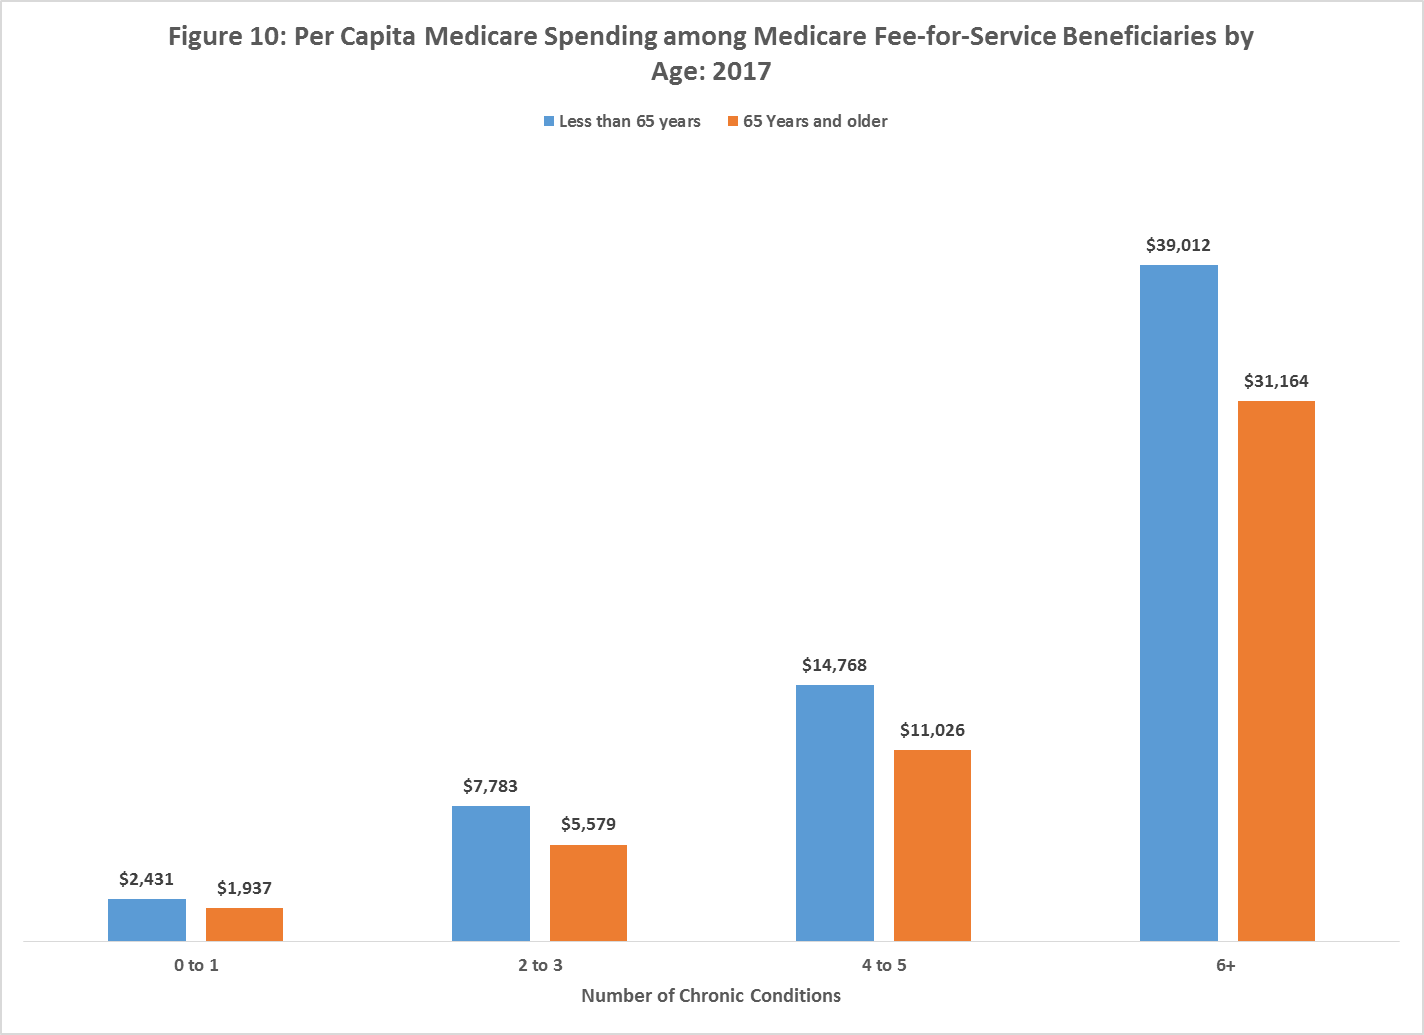 Figure 10: Per Capita Medicare Spending among Medicare Fee-for-Service Beneficiaries by
Age: 2017
Less than 65 years 65 Years and older
$39,012
$31,164
$14,768
$11,026
$7,783
$5,579
$2,431
$1,937
0 to 1 2 to 3 4 to 5 6+
Number of Chronic Conditions